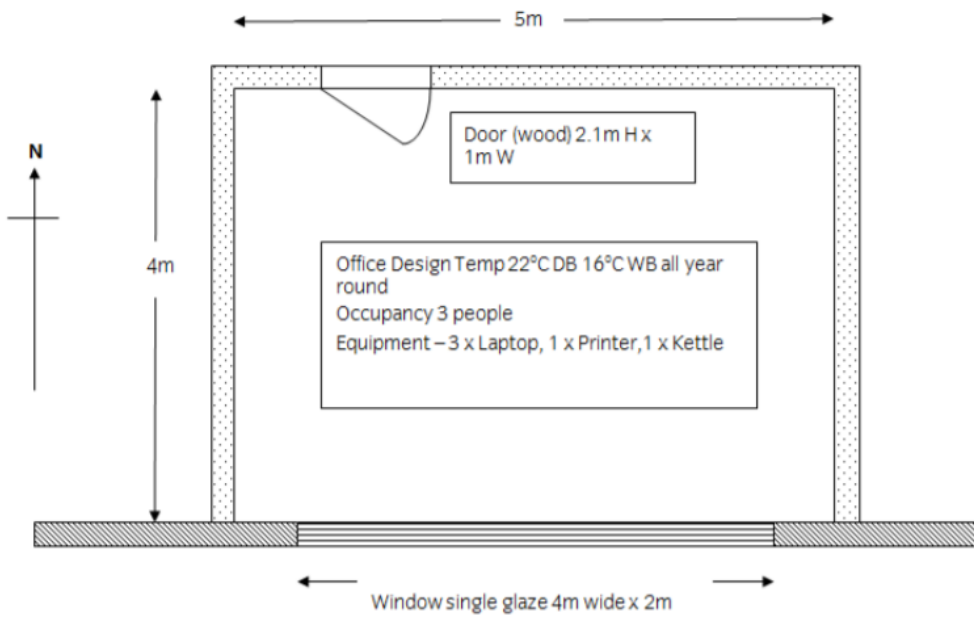 5m
Door (wood) 2.1m H x
1m W
N
4m
Office Design Temp 22°C DB 16°C WB all year
round
Occupancy 3 people
Equipment – 3 x Laptop, 1 x Printer,1 x Kettle
Window single glaze 4m wide x 2m